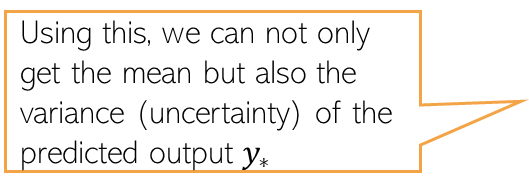 Using this, we can not only
get the mean but also the
variance (uncertainty) of the
predicted output 𝒚∗